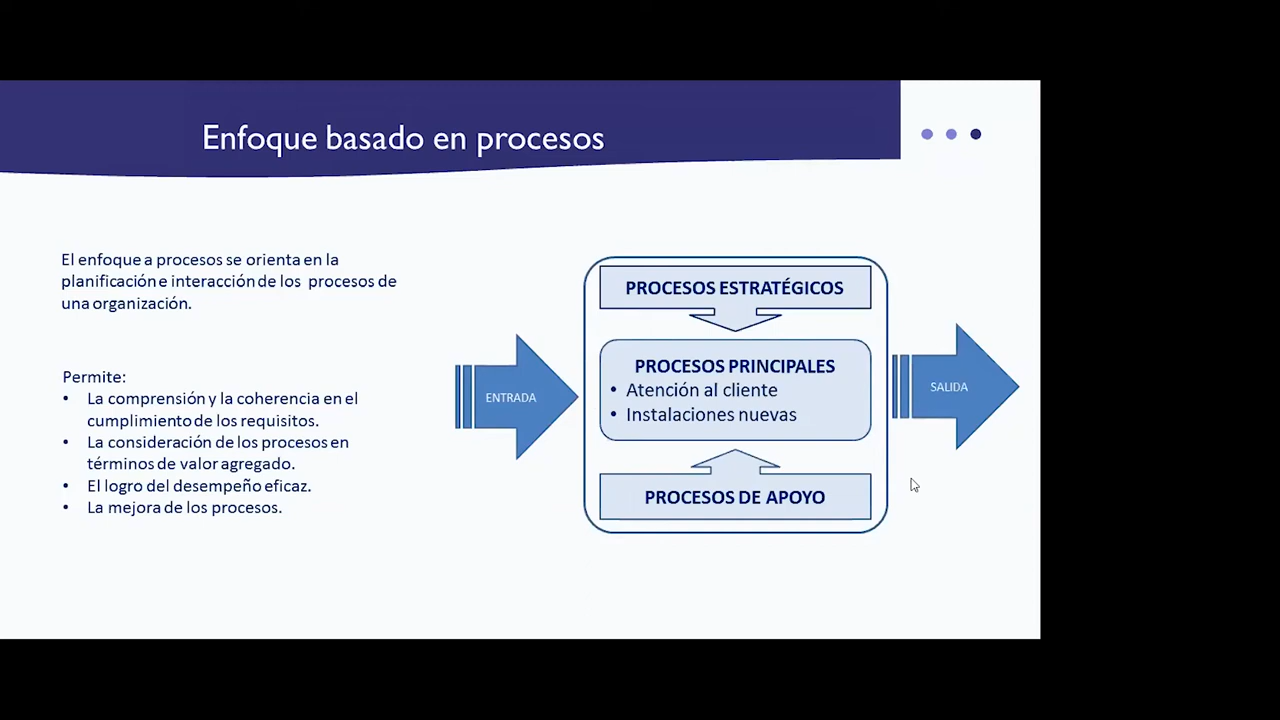 Enfoque basado en procesos
El enfoque a procesos se orienta en la
planificación e interacción de los procesos de
una organización.
Permite:
• La comprensión y la coherencia en el
cumplimiento de los requisitos.
• La consideración de los procesos en
términos de valor agregado.
• El logro del desempeño eficaz.
• La mejora de los procesos.
ENTRADA
PROCESOS ESTRATÉGICOS
PROCESOS PRINCIPALES
• Atención al cliente
• Instalaciones nuevas
PROCESOS DE APOYO
SALIDA